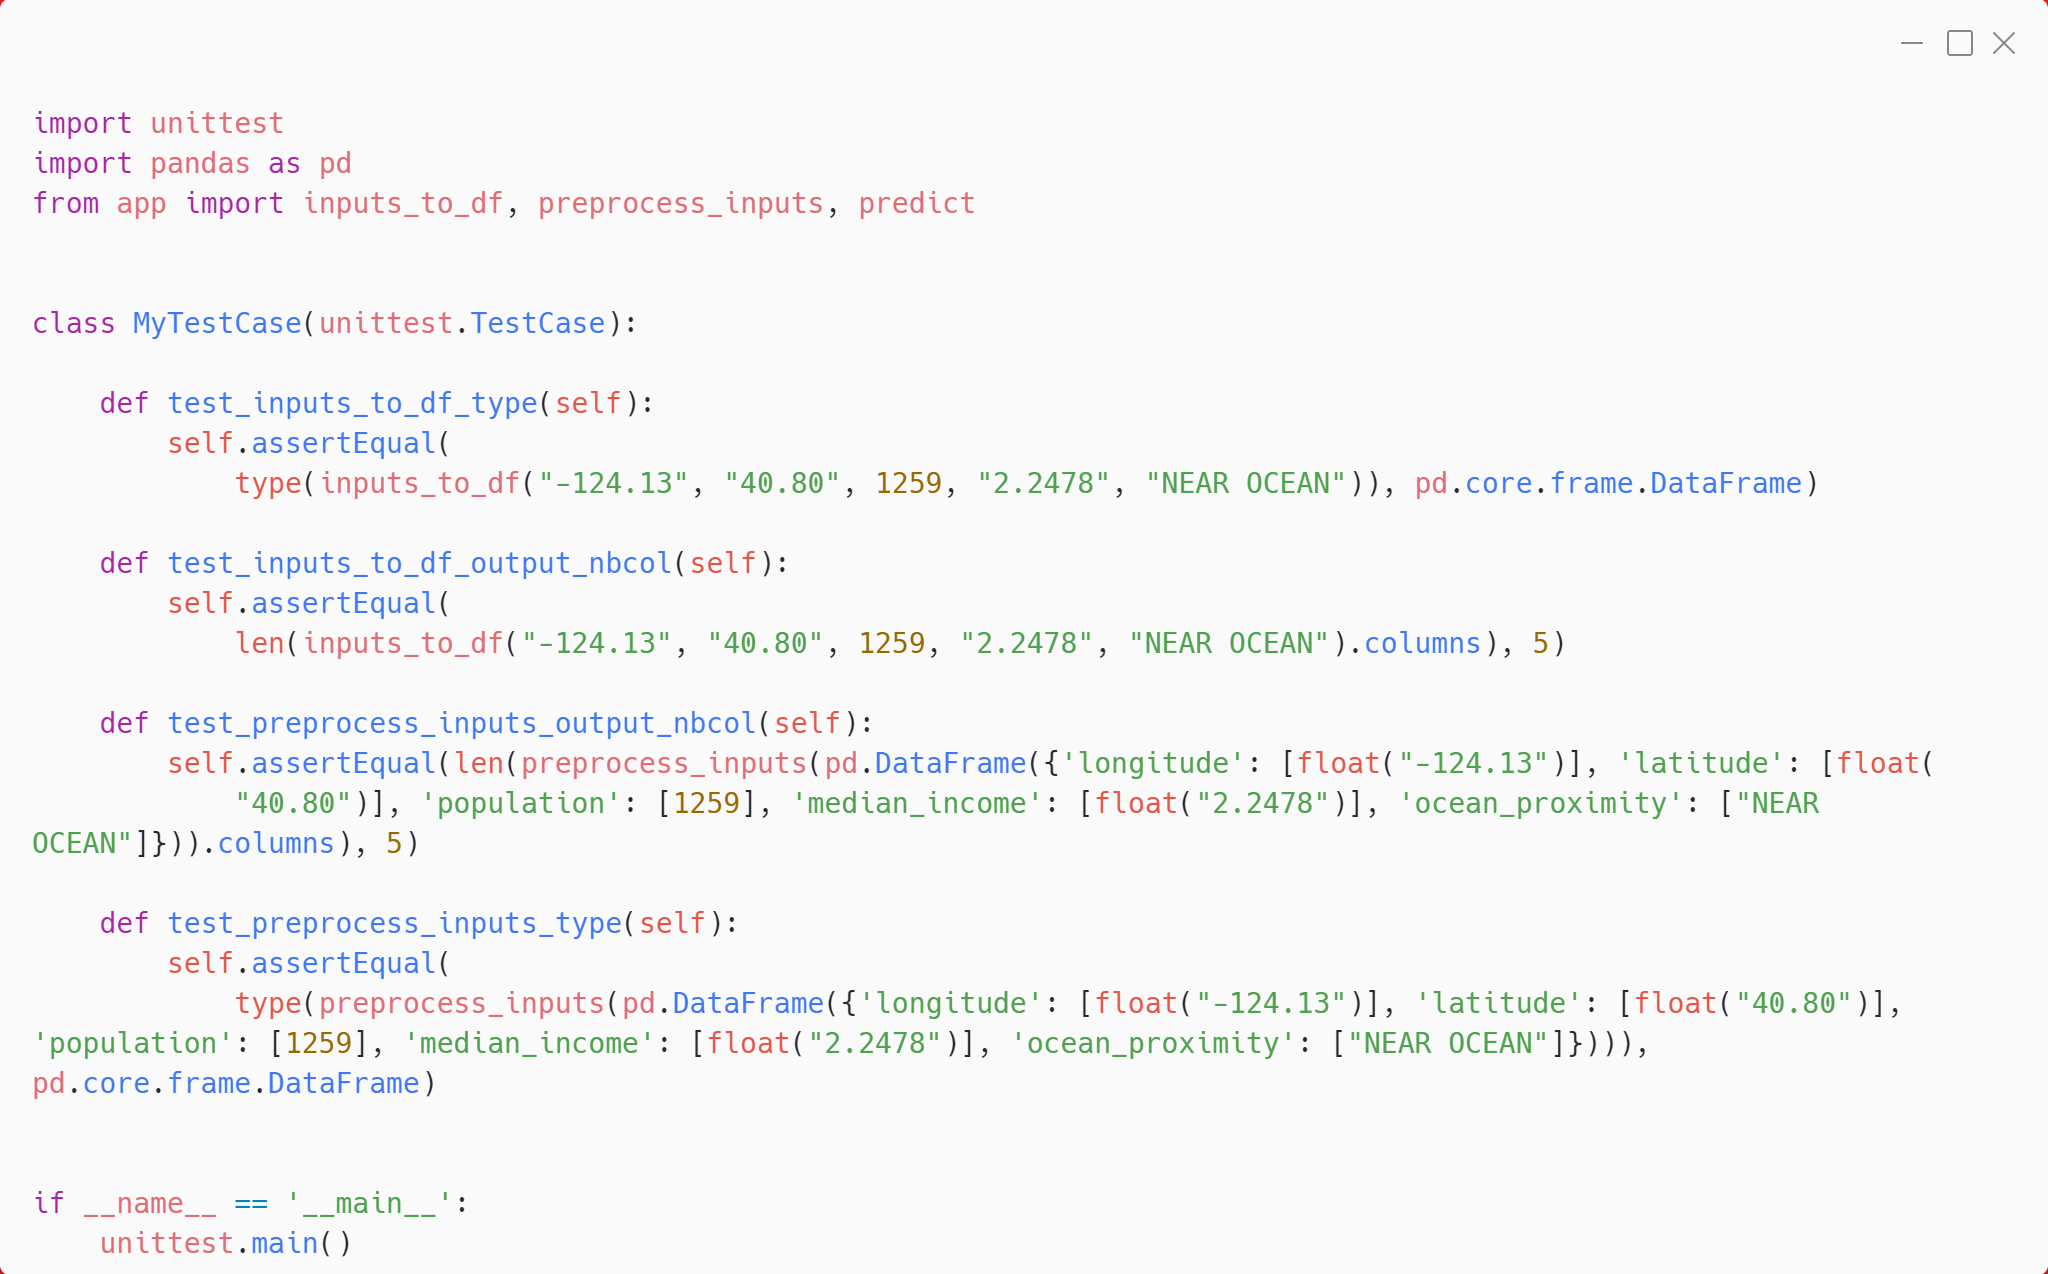 import unittest
import pandas as pd
from app import inputs_to_df, preprocess_inputs, predict
class MyTestCase(unittest.TestCase):
    def test_inputs_to_df_type(self):
        self.assertEqual(
            type(inputs_to_df("-124.13", "40.80", 1259, "2.2478", "NEAR OCEAN")), pd.core.frame.DataFrame)
    def test_inputs_to_df_output_nbcol(self):
        self.assertEqual(
            len(inputs_to_df("-124.13", "40.80", 1259, "2.2478", "NEAR OCEAN").columns), 5)
    def test_preprocess_inputs_output_nbcol(self):
        self.assertEqual(len(preprocess_inputs(pd.DataFrame({'longitude': [float("-124.13")], 'latitude': [float(
            "40.80")], 'population': [1259], 'median_income': [float("2.2478")], 'ocean_proximity': ["NEAR
OCEAN"]})).columns), 5)
    def test_preprocess_inputs_type(self):
        self.assertEqual(
            type(preprocess_inputs(pd.DataFrame({'longitude': [float("-124.13")], 'latitude': [float("40.80")],
'population': [1259], 'median_income': [float("2.2478")], 'ocean_proximity': ["NEAR OCEAN"]}))),
pd.core.frame.DataFrame)
if __name__ == '__main__':
    unittest.main()